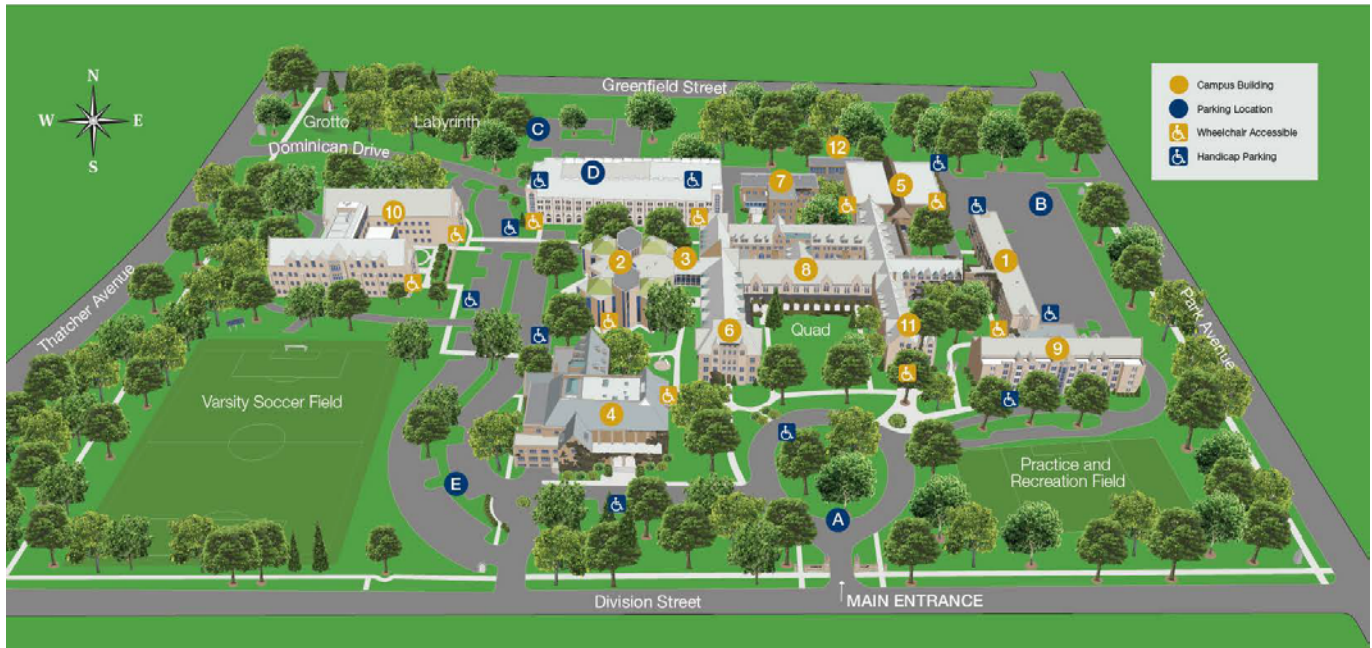 N
W E
S
Greenfield Street
Grotto
Labyrinth
Dominican Drive
Thatcher Avenue
Park Avenue
C
D
12
7
5
B
10
2
3
8
1
6
Quad
11
9
4
Varsity Soccer Field
E
A
Practice and
Recreation Field
Division Street
MAIN ENTRANCE
Campus Building
Parking Location
Wheelchair Accessible
Handicap Parking